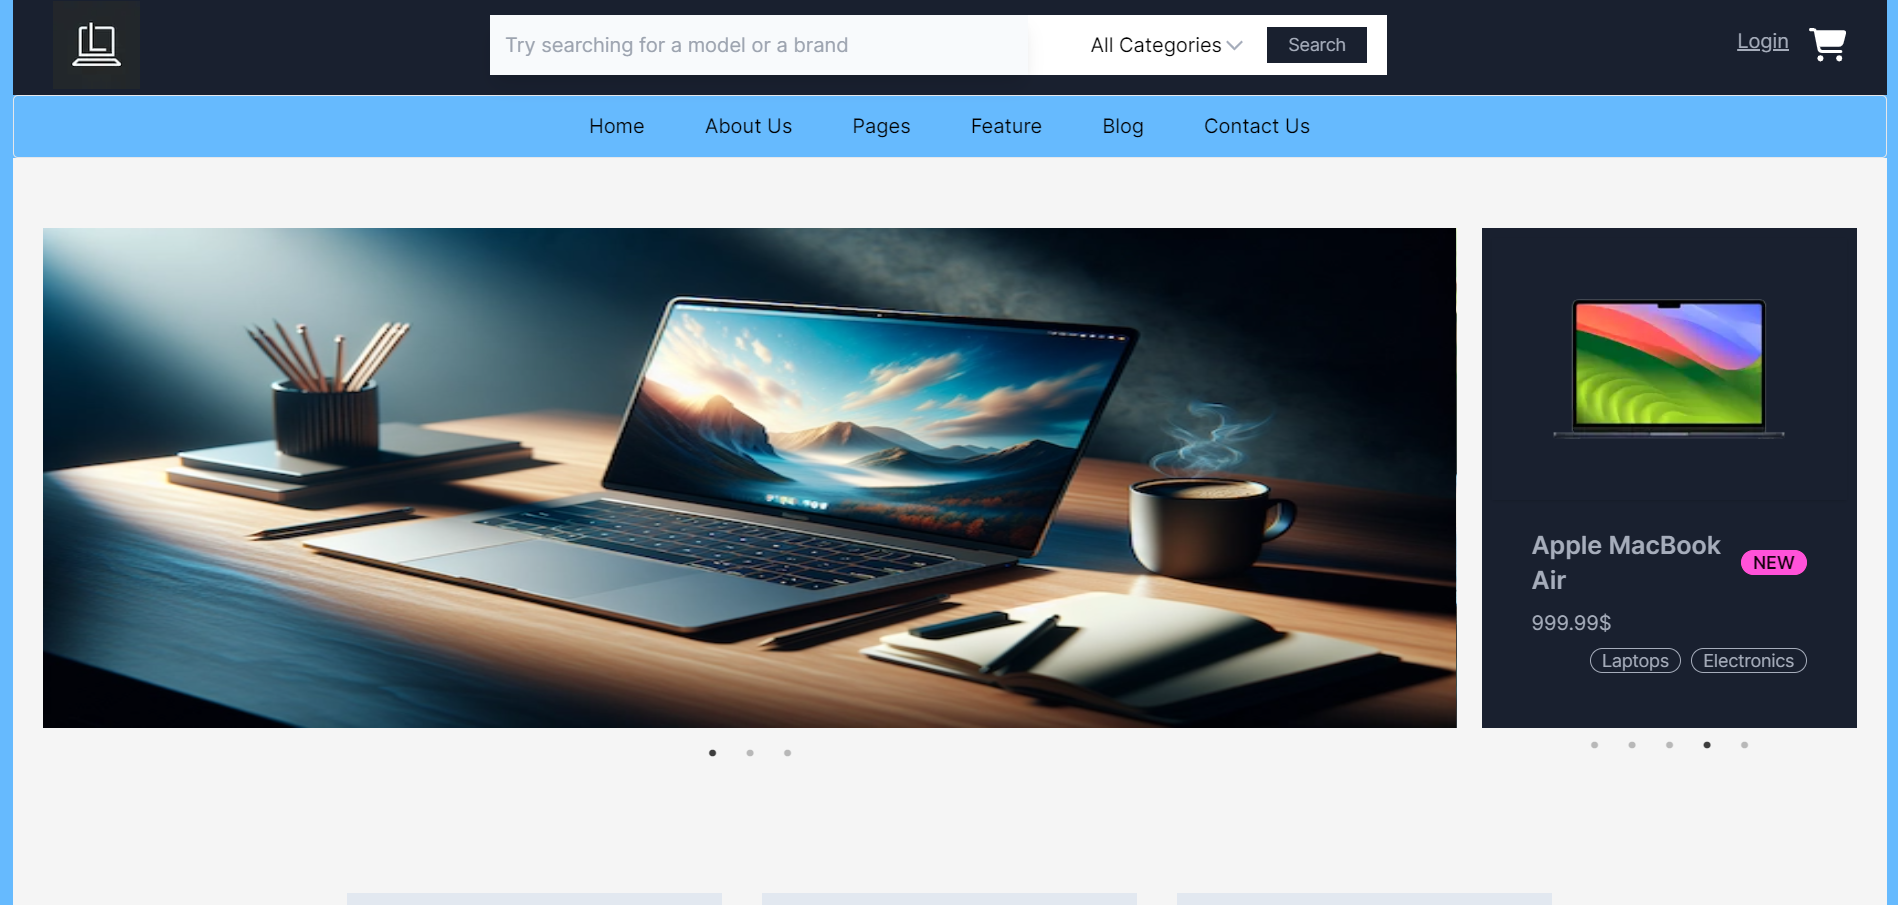 Try searching for a model or a brand
All Categories
Search
Login
Home
About Us
Pages
Feature
Blog
Contact Us
Apple MacBook
Air
NEW
999.99$
Laptops
Electronics